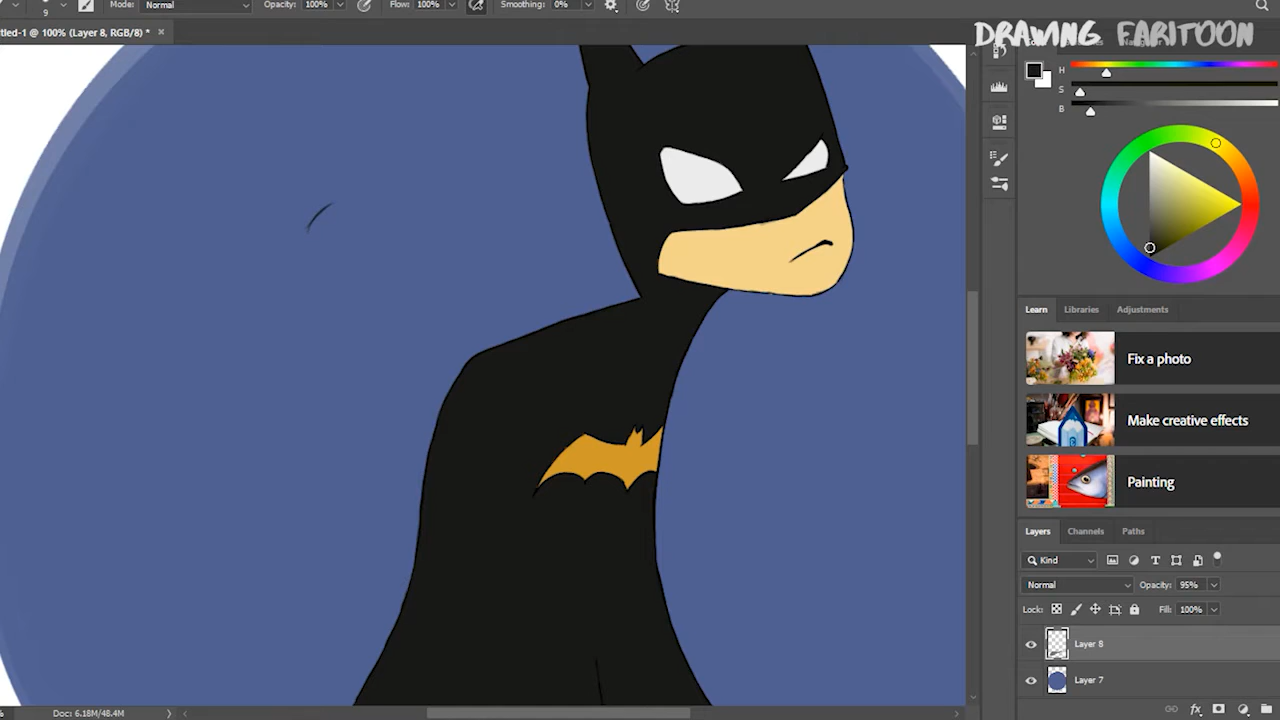 9 Mode: Normal Opacity: 100% Flow: 100% Smoothing: 0%
tled-1 @ 100% (Layer 8, RGB/8) *
DRAWING FARITOON
H
S
B
Learn Libraries Adjustments
Fix a photo
Make creative effects
Painting
Layers Channels Paths
Kind
Normal Opacity: 95%
Lock: Fill: 100%
Layer 8
Layer 7
fx
% Doc: 6.18M/48.4M